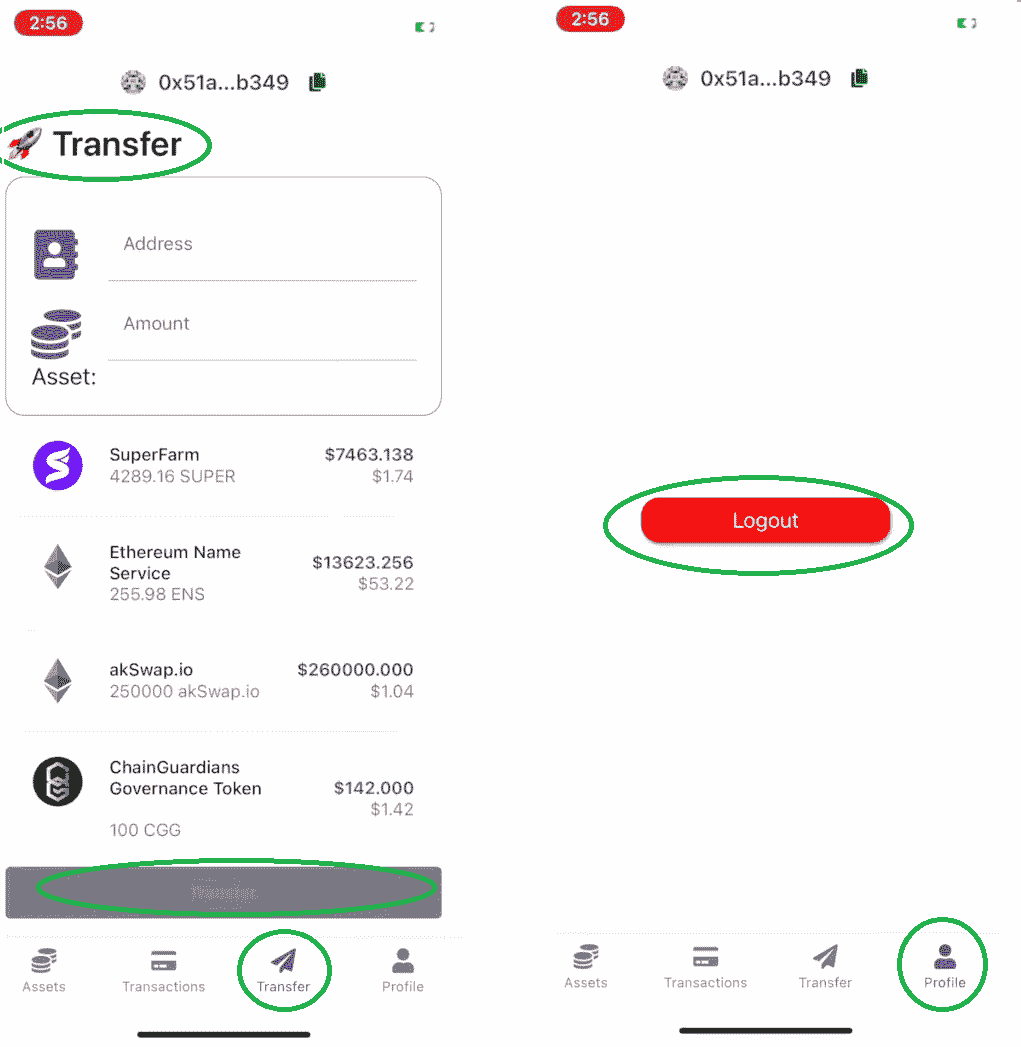 2:56
0x51a...b349
Transfer
Address
Amount
Asset:
SuperFarm
$7463.138
4289.16 SUPER
$1.74
Ethereum Name
Service
$13623.256
255.98 ENS
$53.22
akSwap.io
$260000.000
250000 akSwap.io
$1.04
ChainGuardians
Governance Token
$142.000
$1.42
100 CGG
Assets
Transactions
Transfer
Profile
2:56
0x51a...b349
Logout
Assets
Transactions
Transfer
Profile